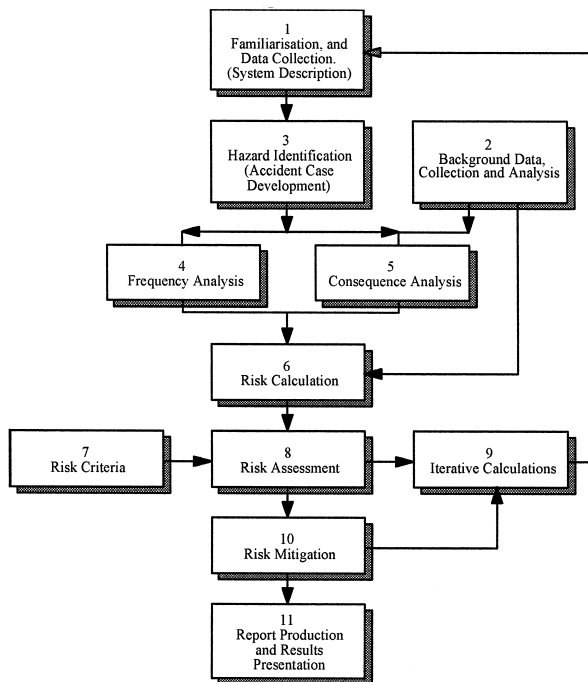 1
Familiarisation, and
Data Collection.
(System Description)
3
Hazard Identification
(Accident Case
Development)
2
Background Data,
Collection and Analysis
4
Frequency Analysis
5
Consequence Analysis
6
Risk Calculation
7
Risk Criteria
8
Risk Assessment
9
Iterative Calculations
10
Risk Mitigation
11
Report Production
and Results
Presentation